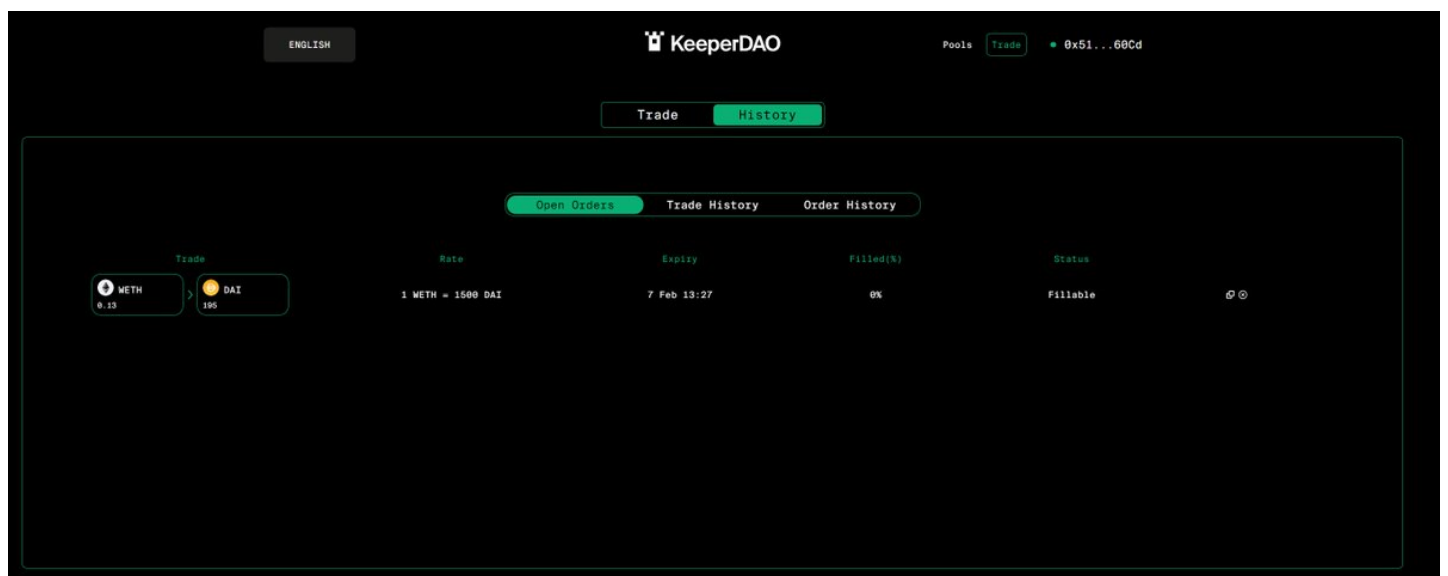 ENGLISH
KeeperDAO
Pools Trade 0x51...60Cd
Trade History
Open Orders Trade History Order History
Trade Rate Expiry Filled(%) Status
WETH DAI
0.13 195
1 WETH = 1500 DAI 7 Feb 13:27 0% Fillable